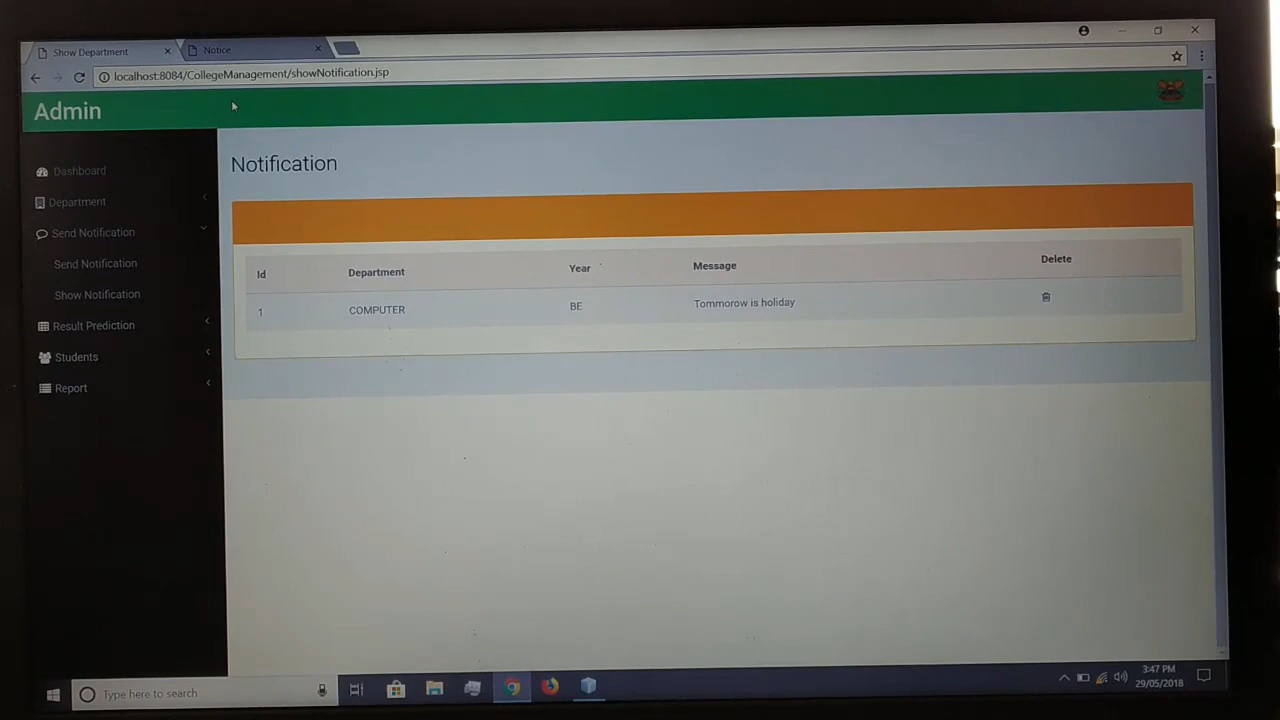 Show Department
Notice
localhost:8084/CollegeManagement/showNotification.jsp
Admin
Dashboard
Department
Send Notification
Send Notification
Show Notification
Result Prediction
Students
Report
Notification
Id Department Year Message Delete
1 COMPUTER BE Tommorow is holiday
Type here to search
3:47 PM
29/05/2018